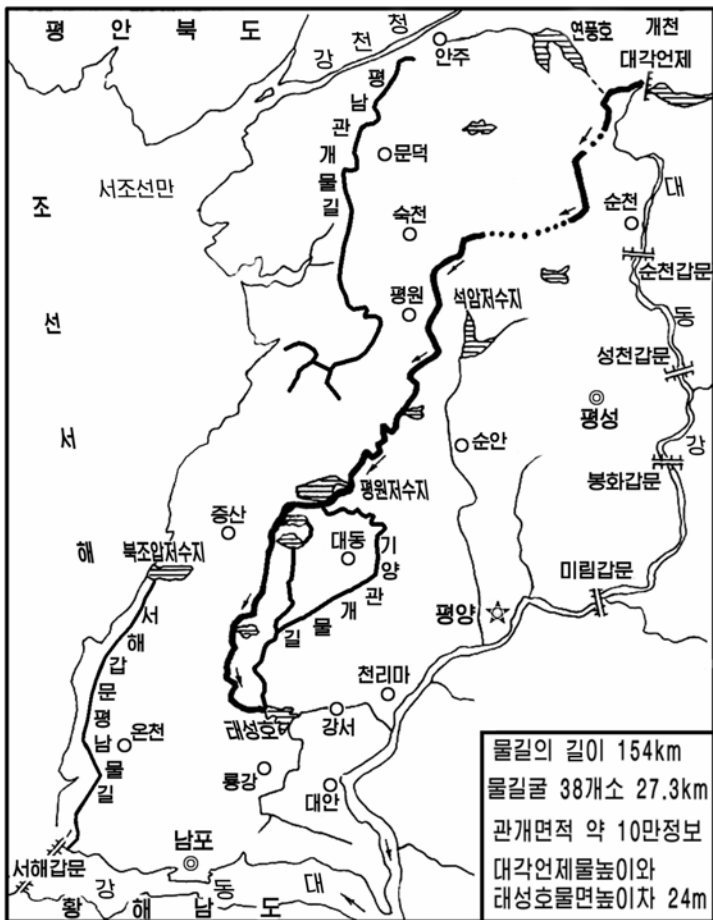 평안북도
청천강
안주
연풍호
개천
대각언제
평남관개물길
문덕
서조선만
조선서해
숙천
순천
대동강
순천갑문
평원
석암저수지
성천갑문
평성
순안
봉화갑문
평원저수지
증산
대동
기양관개물길
북조압저수지
미림갑문
평양
서해갑문평남물길
천리마
온천
태성호
강서
룡강
대안
남포
서해갑문
대동강
황해남도
물길의 길이 154km
물길굴 38개소 27.3km
관개면적 약 10만정보
대각언제물높이와
태성호물면높이차 24m